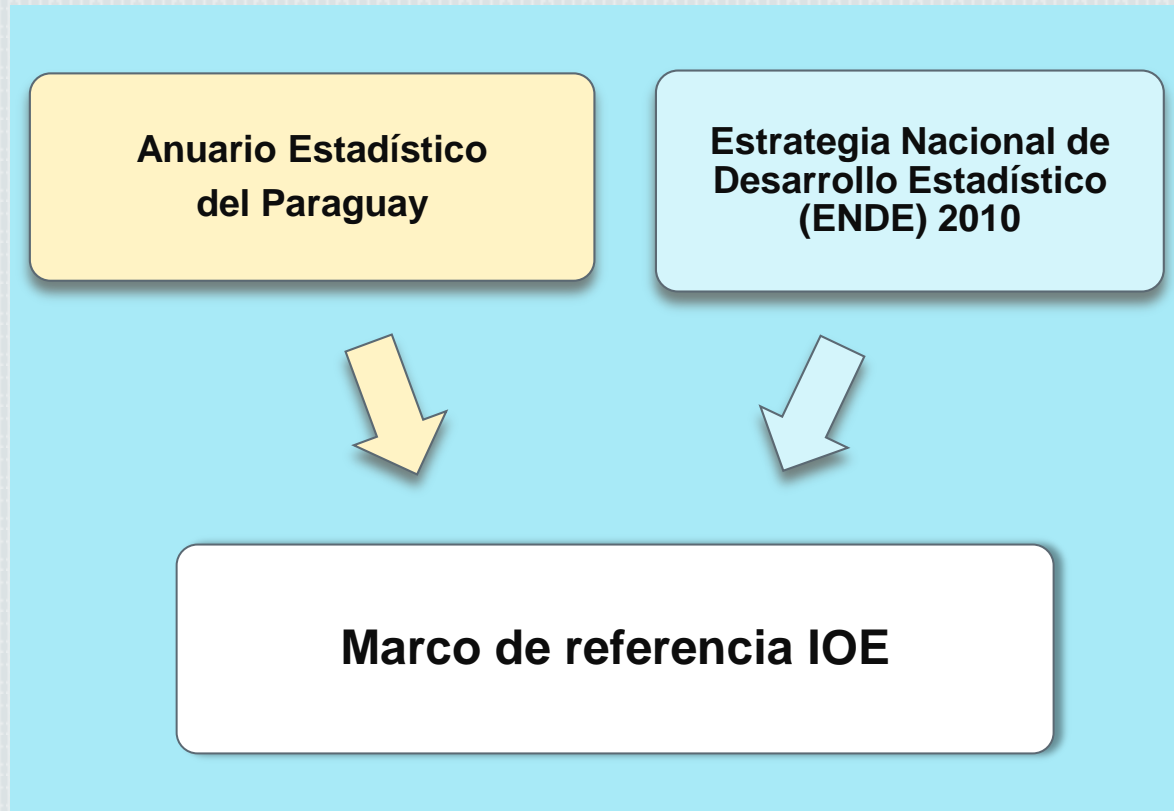 Anuario Estadístico
del Paraguay
Estrategia Nacional de
Desarrollo Estadístico
(ENDE) 2010
Marco de referencia IOE